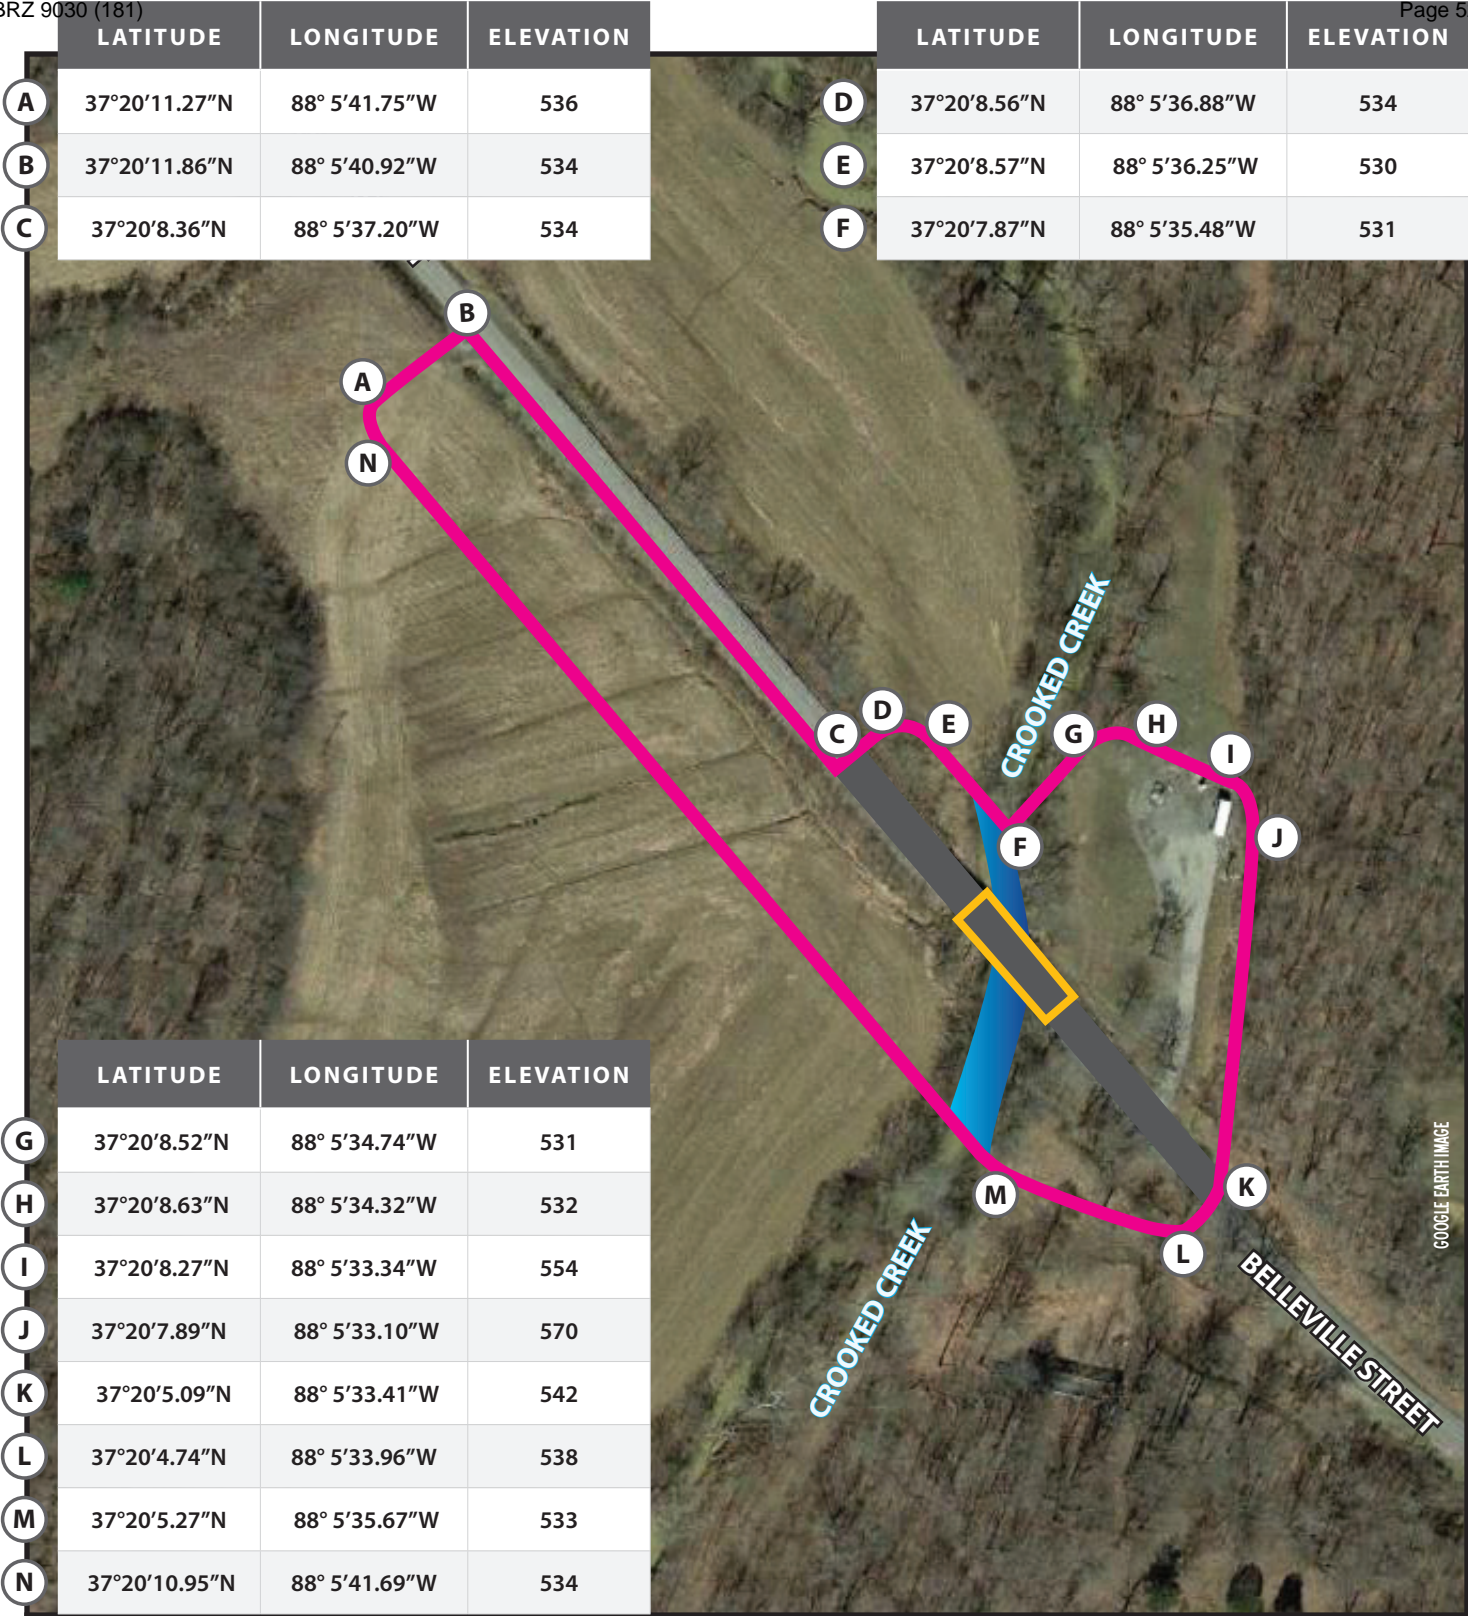 BRZ 9030 (181)
Page 5
LATITUDE LONGITUDE ELEVATION
A 37°20'11.27"N 88° 5'41.75"W 536
B 37°20'11.86"N 88° 5'40.92"W 534
C 37°20'8.36"N 88° 5'37.20"W 534
LATITUDE LONGITUDE ELEVATION
D 37°20'8.56"N 88° 5'36.88"W 534
E 37°20'8.57"N 88° 5'36.25"W 530
F 37°20'7.87"N 88° 5'35.48"W 531
B
A
N
C
D
E
CROOKED CREEK
G
H
I
F
J
M
K
L
CROOKED CREEK
BELLEVILLE STREET
GOOGLE EARTH IMAGE
LATITUDE LONGITUDE ELEVATION
G 37°20'8.52"N 88° 5'34.74"W 531
H 37°20'8.63"N 88° 5'34.32"W 532
I 37°20'8.27"N 88° 5'33.34"W 554
J 37°20'7.89"N 88° 5'33.10"W 570
K 37°20'5.09"N 88° 5'33.41"W 542
L 37°20'4.74"N 88° 5'33.96"W 538
M 37°20'5.27"N 88° 5'35.67"W 533
N 37°20'10.95"N 88° 5'41.69"W 534